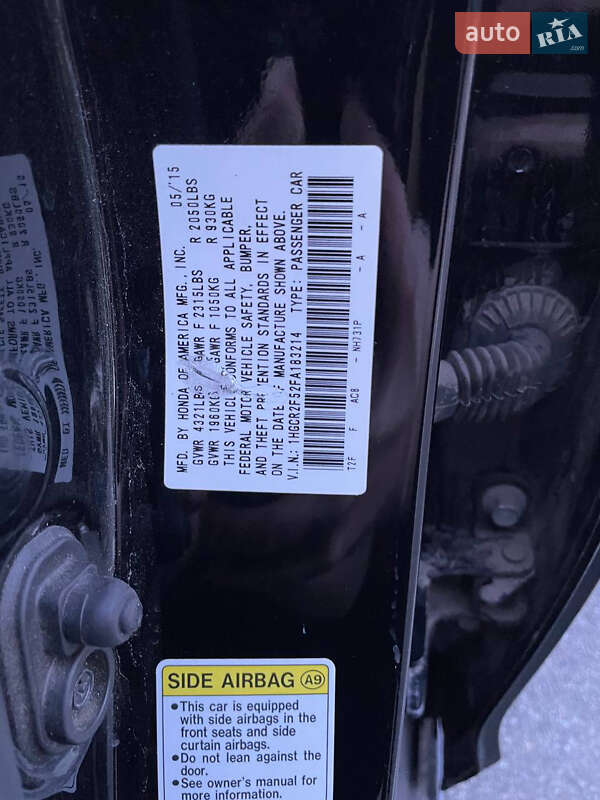 auto RIA.com
MFD. BY HONDA OF AMERICA MFG., INC. 05/'15
GVWR 4321LBS GAWR F 2315LBS R 2050LBS
GVWR 1960KG GAWR F 1050KG R 930KG
THIS VEHICLE CONFORMS TO ALL APPLICABLE
FEDERAL MOTOR VEHICLE SAFETY, BUMPER,
AND THEFT PREVENTION STANDARDS IN EFFECT
ON THE DATE OF MANUFACTURE SHOWN ABOVE.
V.I.N.: 1HGCR2F52FA183214 TYPE: PASSENGER CAR
T2F F AC8 - NH731P - A - A
SIDE AIRBAG A9
•This car is equipped
with side airbags in the
front seats and side
curtain airbags.
•Do not lean against the
door.
•See owner's manual for
more information.